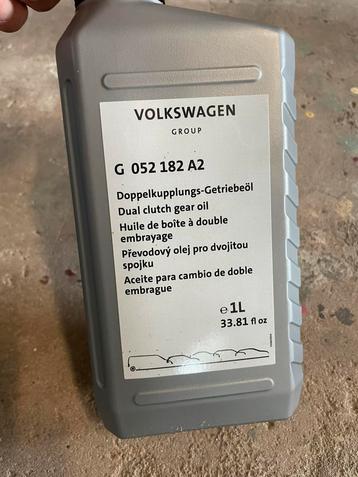 VOLKSWAGEN
GROUP
G 052 182 A2
Doppelkupplungs-Getriebeöl
Dual clutch gear oil
Huile de boîte à double
embrayage
Převodový olej pro dvojitou
spojku
Aceite para cambio de doble
embrague
℮ 1L
33.81 fl oz